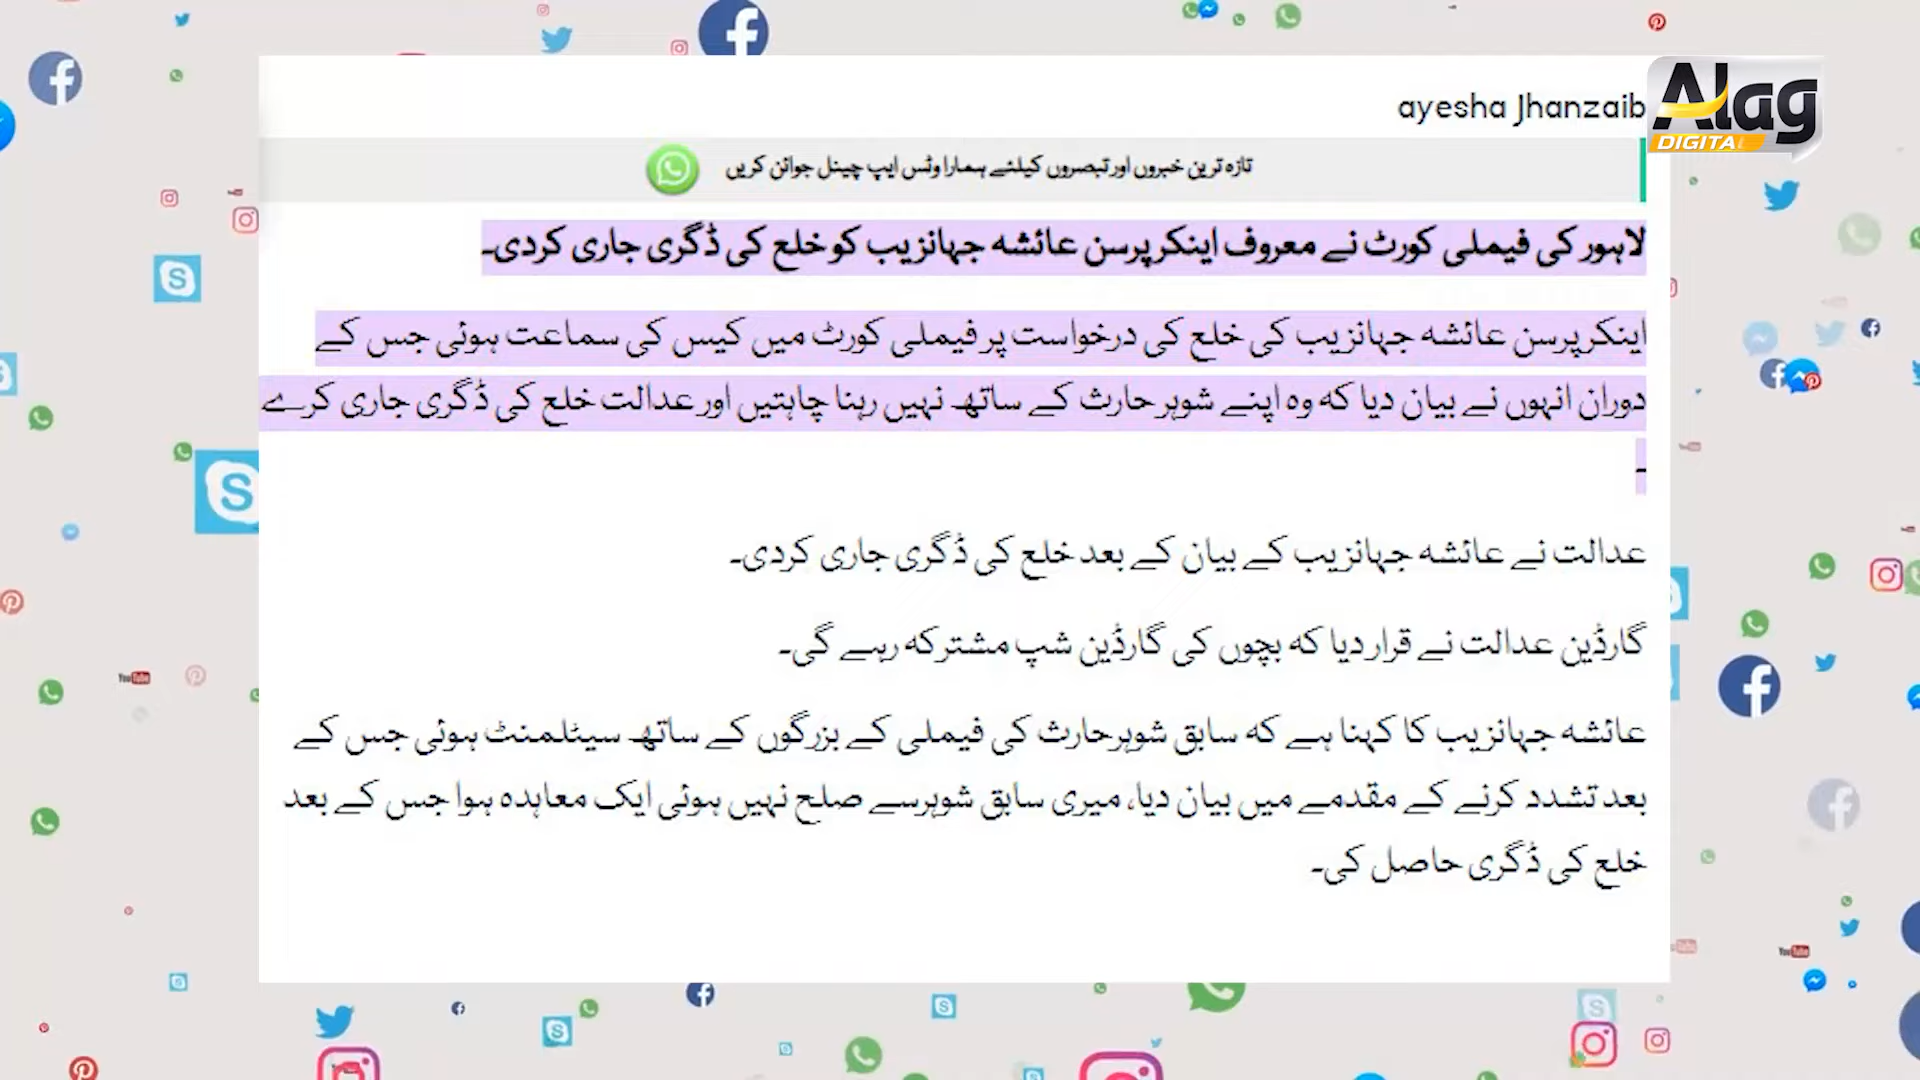 ayesha Jhanzaib
Alag
DIGITAL
تازہ ترین خبروں اور تبصروں کیلئے ہمارا وٹس ایپ چینل جوائن کریں
لاہور کی فیملی کورٹ نے معروف اینکرپرسن عائشہ جہانزیب کو خلع کی ڈگری جاری کردی۔
اینکرپرسن عائشہ جہانزیب کی خلع کی درخواست پر فیملی کورٹ میں کیس کی سماعت ہوئی جس کے
دوران انہوں نے بیان دیا کہ وہ اپنے شوہر حارث کے ساتھ نہیں رہنا چاہتیں اور عدالت خلع کی ڈگری جاری کرے
۔
عدالت نے عائشہ جہانزیب کے بیان کے بعد خلع کی ڈگری جاری کردی۔
گارڈین عدالت نے قرار دیا کہ بچوں کی گارڈین شپ مشترکہ رہے گی۔
عائشہ جہانزیب کا کہنا ہے کہ سابق شوہرحارث کی فیملی کے بزرگوں کے ساتھ سیٹلمنٹ ہوئی جس کے
بعد تشدد کرنے کے مقدمے میں بیان دیا، میری سابق شوہرسے صلح نہیں ہوئی ایک معاہدہ ہوا جس کے بعد
خلع کی ڈگری حاصل کی۔